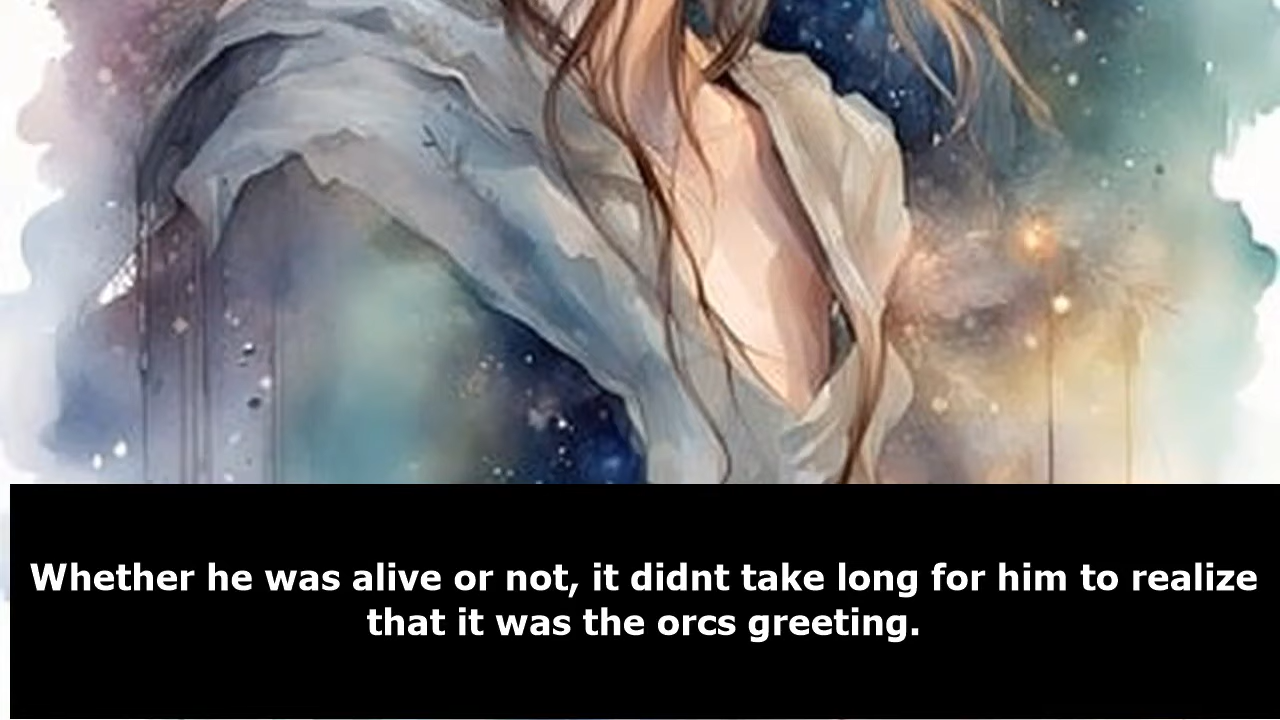 Whether he was alive or not, it didnt take long for him to realize
that it was the orcs greeting.